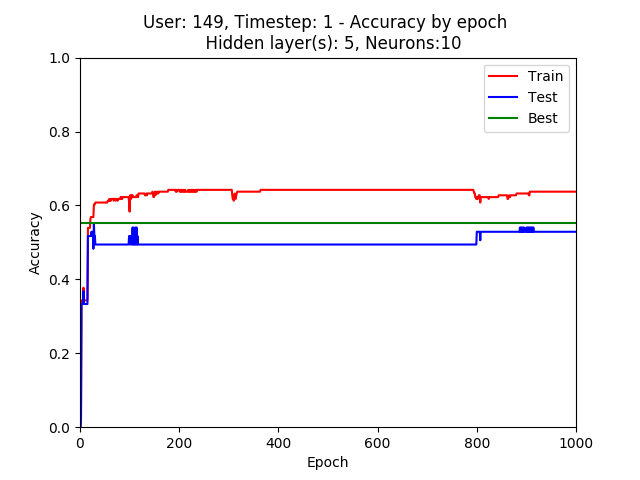 User: 149, Timestep: 1 - Accuracy by epoch
Hidden layer(s): 5, Neurons:10
Train
Test
Best
1.0
0.8
0.6
0.4
0.2
0.0
Accuracy
0 200 400 600 800 1000
Epoch